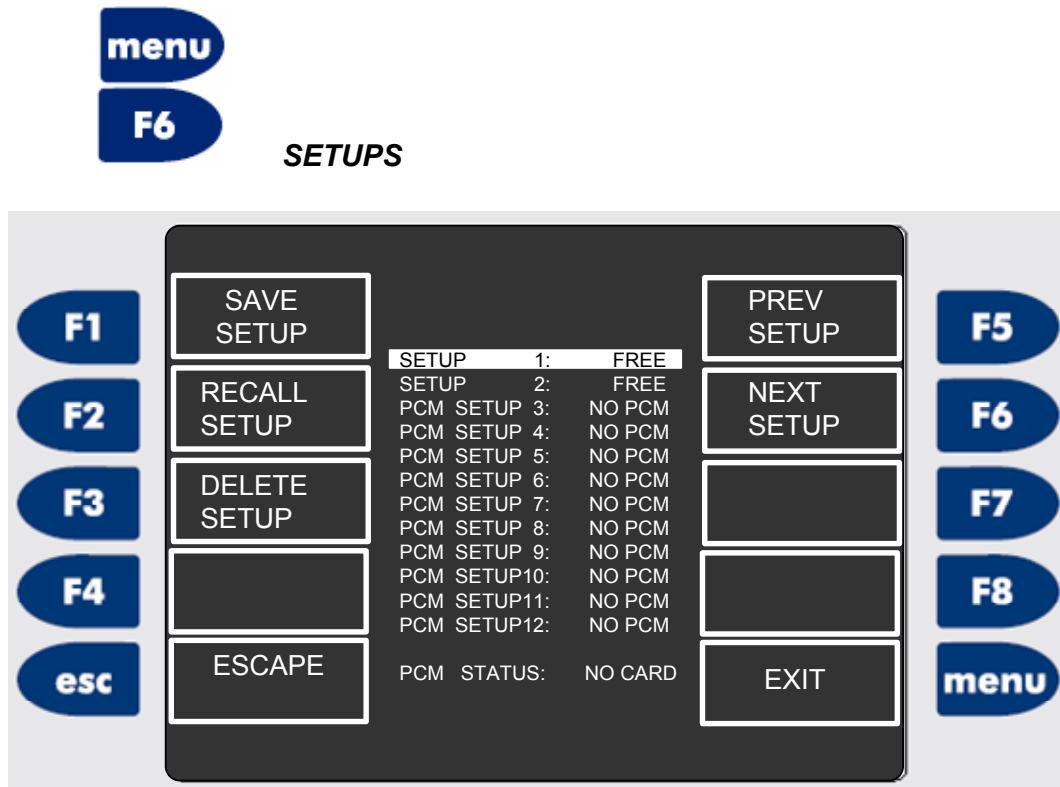 menu
F6
SETUPS
F1
SAVE
SETUP
F2
RECALL
SETUP
F3
DELETE
SETUP
F4
esc
ESCAPE
SETUP 1: FREE
SETUP 2: FREE
PCM SETUP 3: NO PCM
PCM SETUP 4: NO PCM
PCM SETUP 5: NO PCM
PCM SETUP 6: NO PCM
PCM SETUP 7: NO PCM
PCM SETUP 8: NO PCM
PCM SETUP 9: NO PCM
PCM SETUP10: NO PCM
PCM SETUP11: NO PCM
PCM SETUP12: NO PCM
PCM STATUS: NO CARD
PREV
SETUP
F5
NEXT
SETUP
F6
F7
F8
EXIT
menu